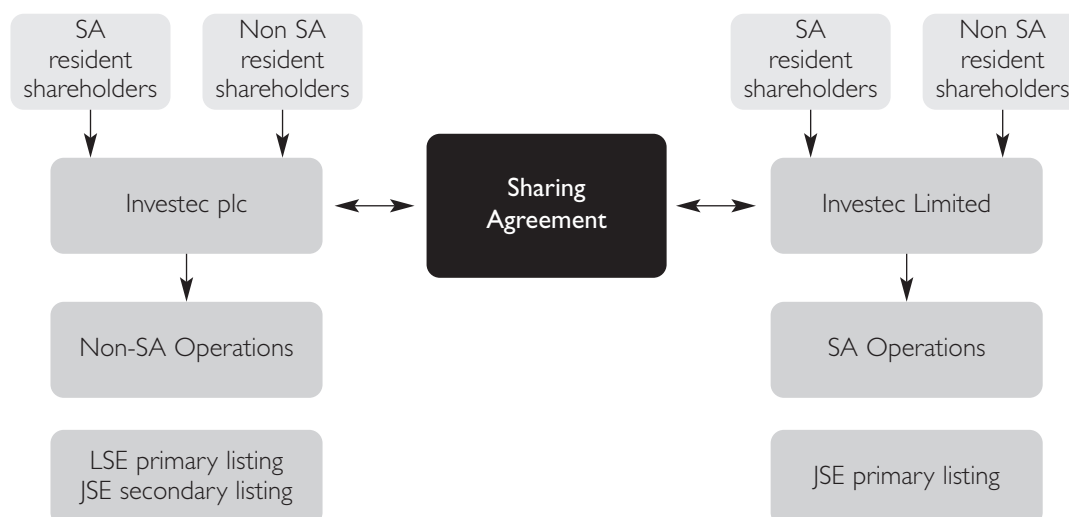 SA
resident
shareholders
Non SA
resident
shareholders
SA
resident
shareholders
Non SA
resident
shareholders
Investec plc
Sharing
Agreement
Investec Limited
Non-SA Operations
SA Operations
LSE primary listing
JSE secondary listing
JSE primary listing